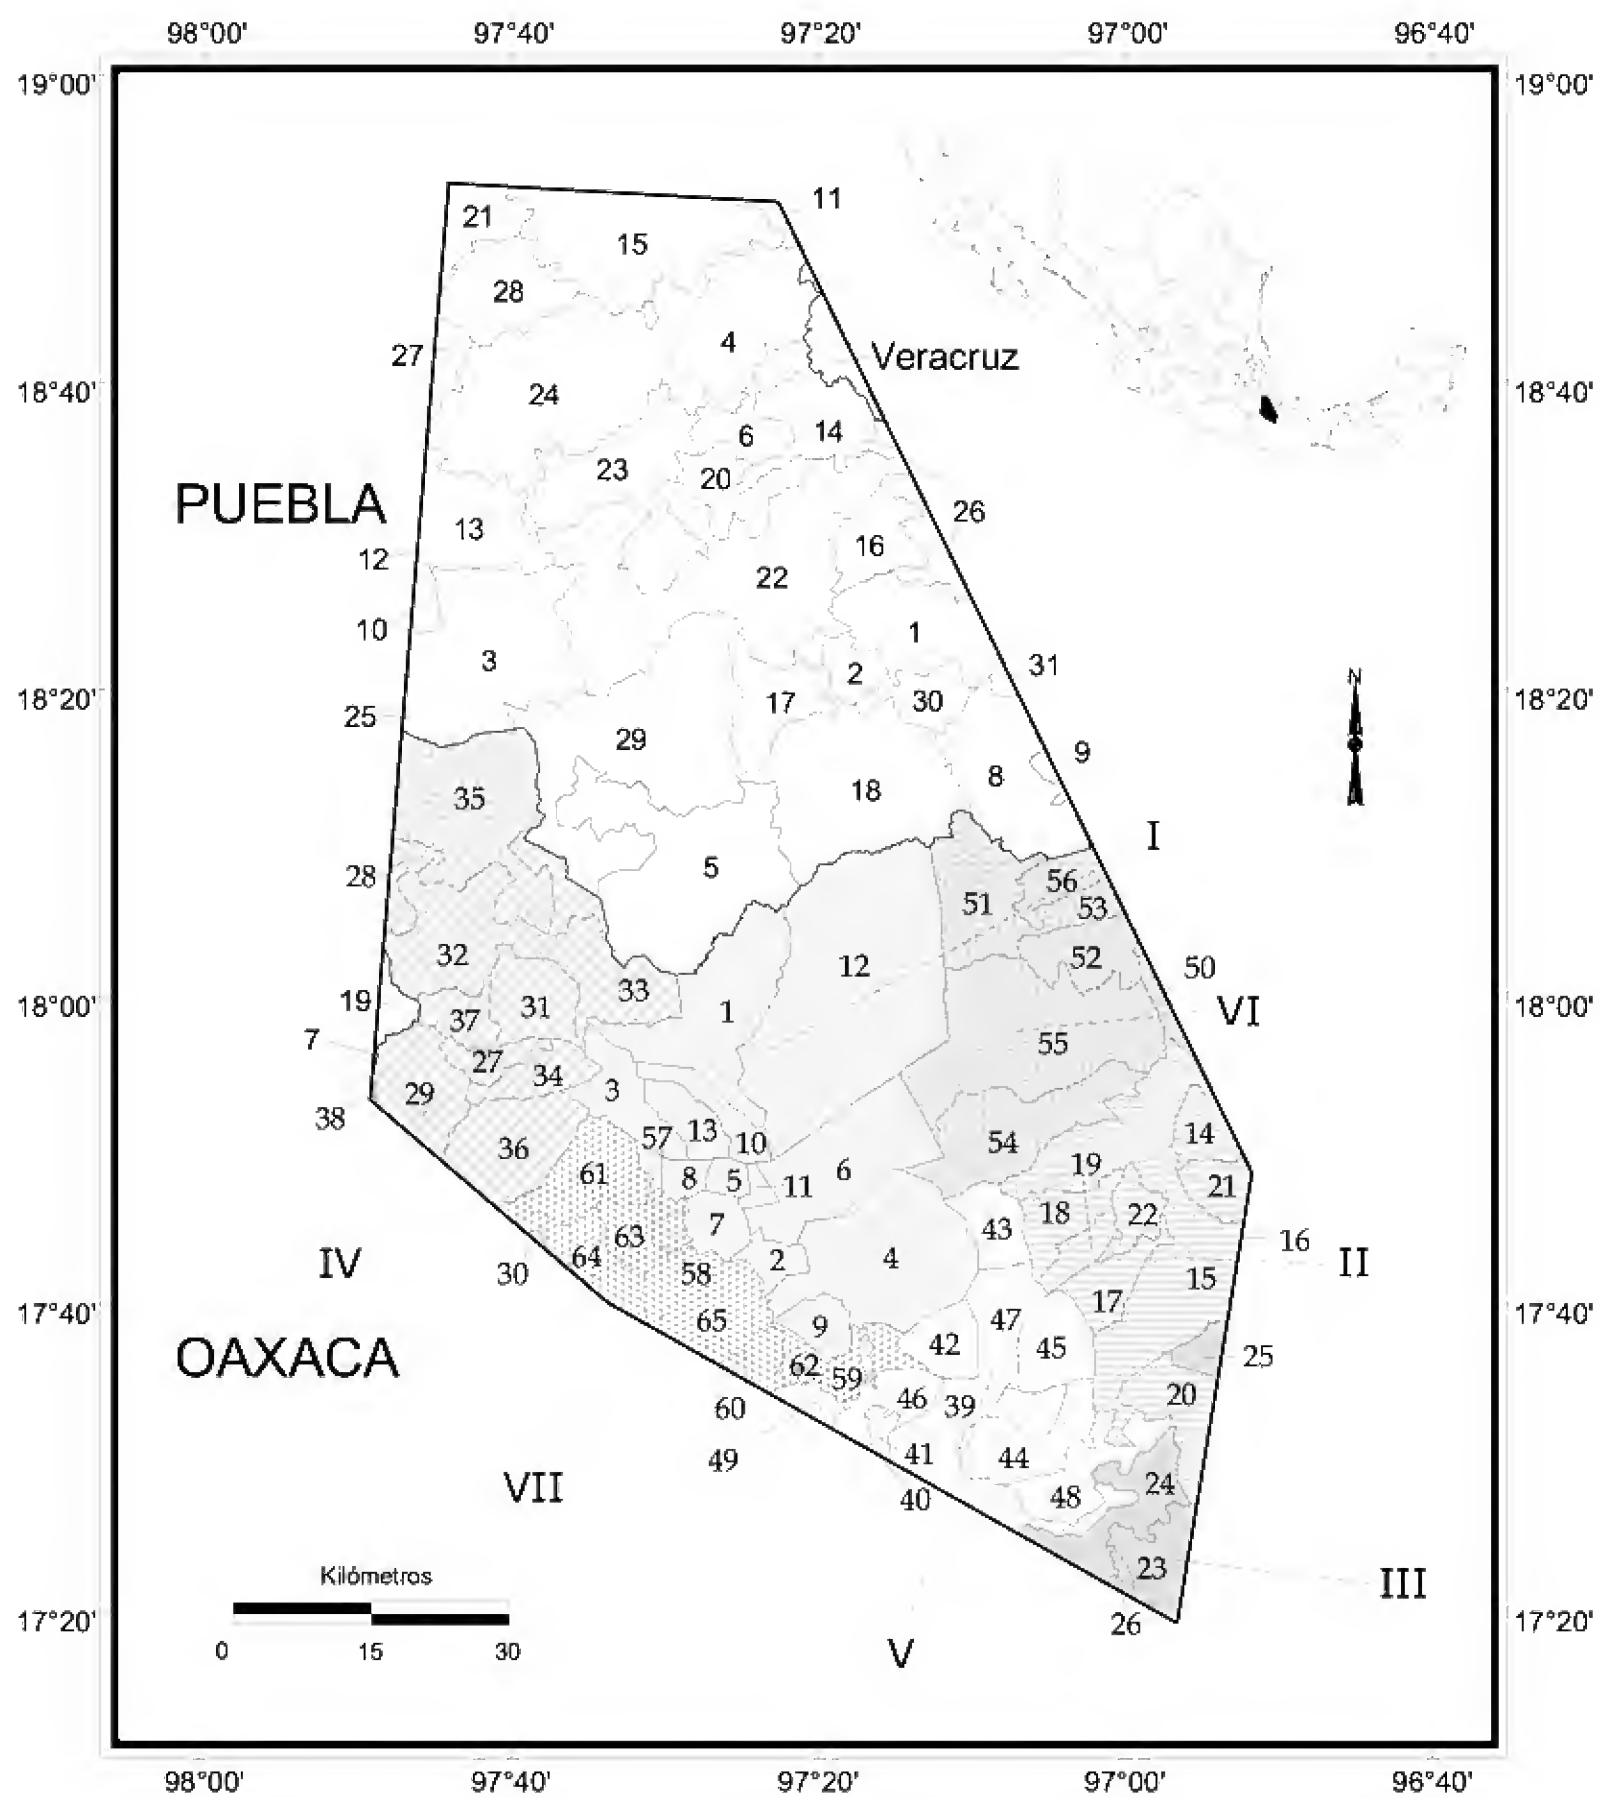 98°00' 97°40' 97°20' 97°00' 96°40'
19°00' 19°00'
11
21
15
28
4
27 Veracruz
18°40' 24 18°40'
6 14
23 20
PUEBLA
26
13
12 16
22
10 1
3 2 31
18°20' 17 30 18°20'
25
29 9
8
35 18
I
5
28 56
51 53
32 12 52 50
18°00' 19 33 18°00'
37 31 1 VI
7 55
27 34
29 3
38
57 13 10 54 14
36 19
61 8 5 11 6 21
7 18 22
63 43 16
IV 64 2 4 II
30 58 15
17
17°40' 65 9 47 17°40'
42 45
OAXACA 25
62 59
20
60 46 39
49 41 44
VII 24
40 48
23
Kilómetros III
17°20' 26 17°20'
0 15 30
V
N
98°00' 97°40' 97°20' 97°00' 96°40'